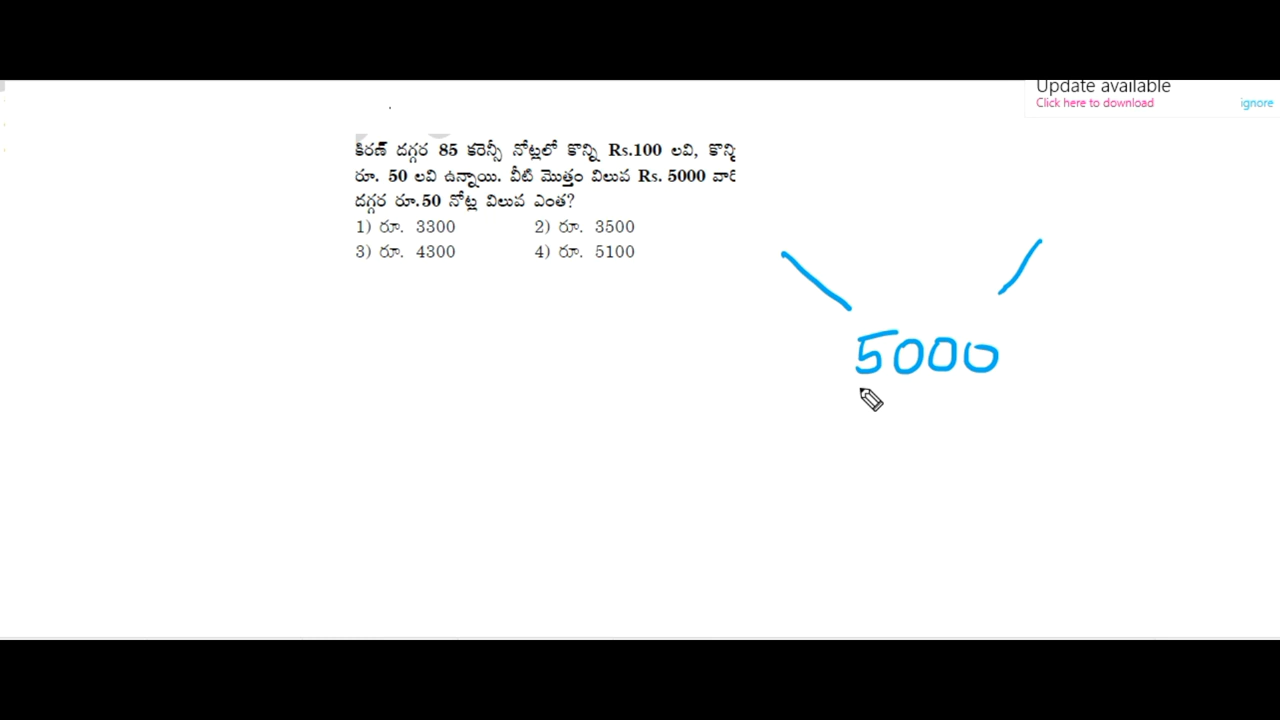 Update available
Click here to download ignore
కిరణ్ దగ్గర 85 కరెన్సీ నోట్లలో కొన్ని Rs.100 లవి, కొన్ని
రూ. 50 లవి ఉన్నాయి. వీటి మొత్తం విలువ Rs. 5000
దగ్గర రూ.50 నోట్ల విలువ ఎంత?
1) రూ. 3300 2) రూ. 3500
3) రూ. 4300 4) రూ. 5100
5000